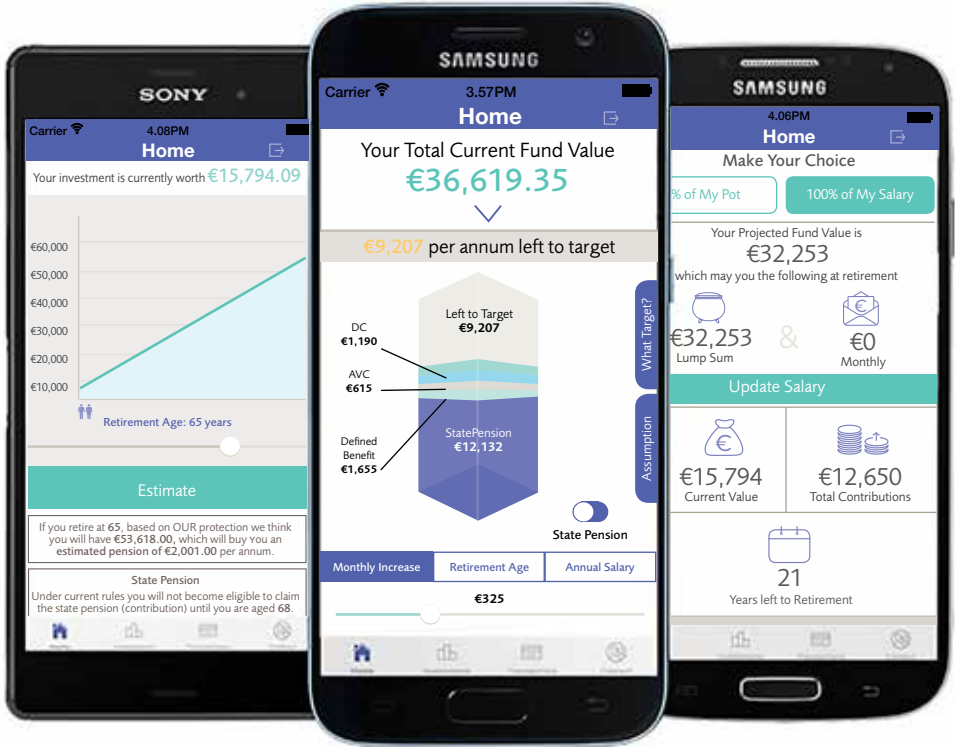 SONY
Carrier
4.08PM
Home
Your investment is currently worth €15,794.09
€60,000
€50,000
€40,000
€30,000
€20,000
€10,000
Retirement Age: 65 years
Estimate
If you retire at 65, based on OUR protection we think
you will have €53,618.00, which will buy you an
estimated pension of €2,001.00 per annum.
State Pension
Under current rules you will not become eligible to claim
the state pension (contribution) until you are aged 68.
SAMSUNG
Carrier
3.57PM
Home
Your Total Current Fund Value
€36,619.35
€9,207 per annum left to target
Left to Target
€9,207
DC
€1,190
AVC
€615
Defined
Benefit
€1,655
StatePension
€12,132
What Target?
Assumption
State Pension
Monthly Increase
Retirement Age
Annual Salary
€325
SAMSUNG
4.06PM
Home
Make Your Choice
% of My Pot
100% of My Salary
Your Projected Fund Value is
€32,253
which may you the following at retirement
€32,253
Lump Sum
&
€0
Monthly
Update Salary
€15,794
Current Value
€12,650
Total Contributions
21
Years left to Retirement